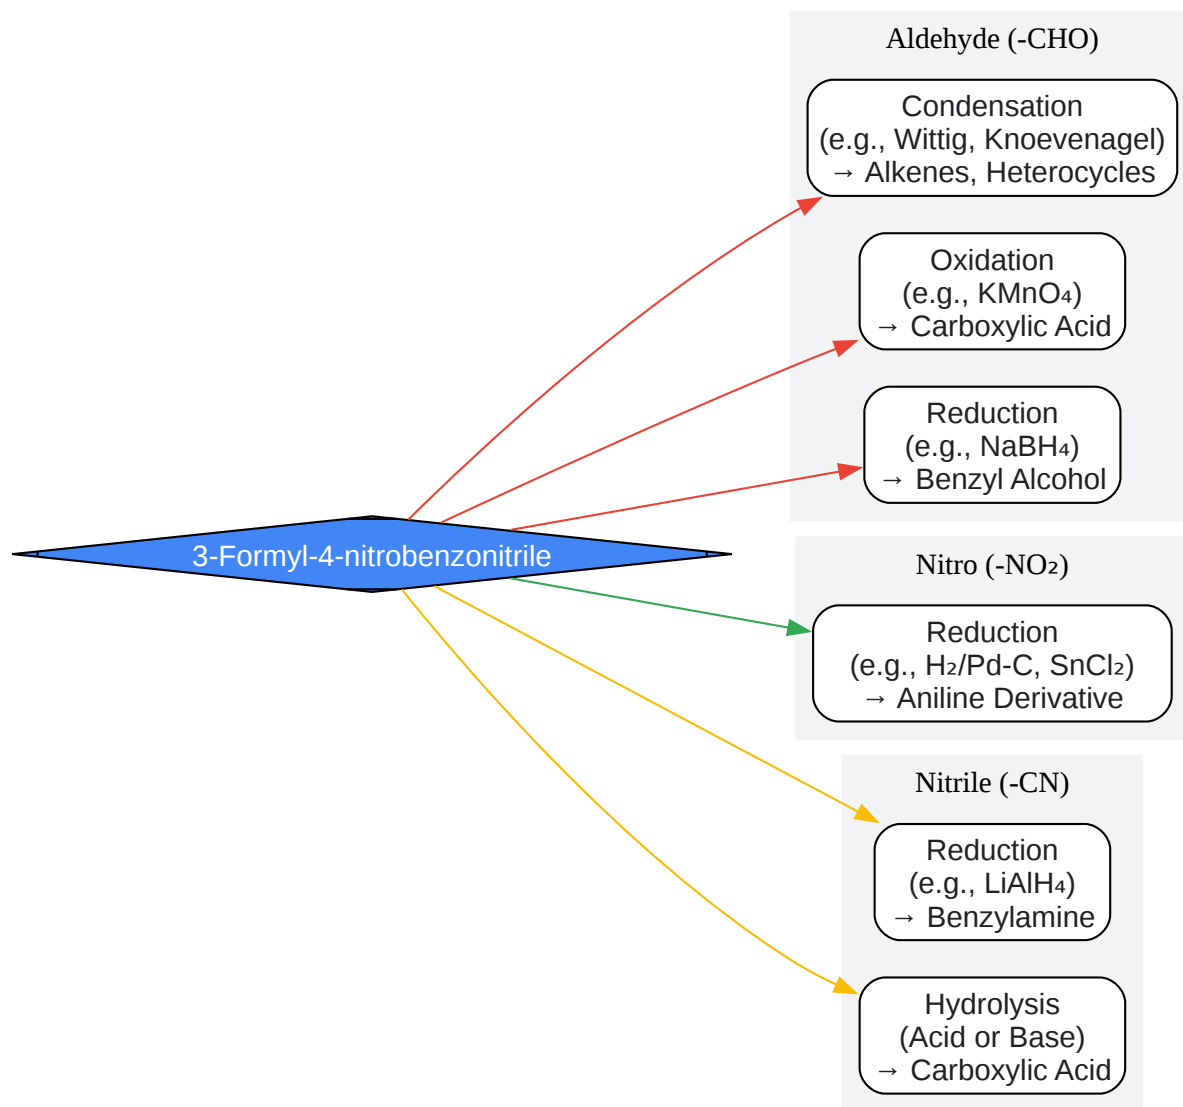 Aldehyde (-CHO)
Condensation
(e.g., Wittig, Knoevenagel)
→ Alkenes, Heterocycles
Oxidation
(e.g., KMnO₄)
→ Carboxylic Acid
Reduction
(e.g., NaBH₄)
→ Benzyl Alcohol
3-Formyl-4-nitrobenzonitrile
Nitro (-NO₂)
Reduction
(e.g., H₂/Pd-C, SnCl₂)
→ Aniline Derivative
Nitrile (-CN)
Reduction
(e.g., LiAlH₄)
→ Benzylamine
Hydrolysis
(Acid or Base)
→ Carboxylic Acid